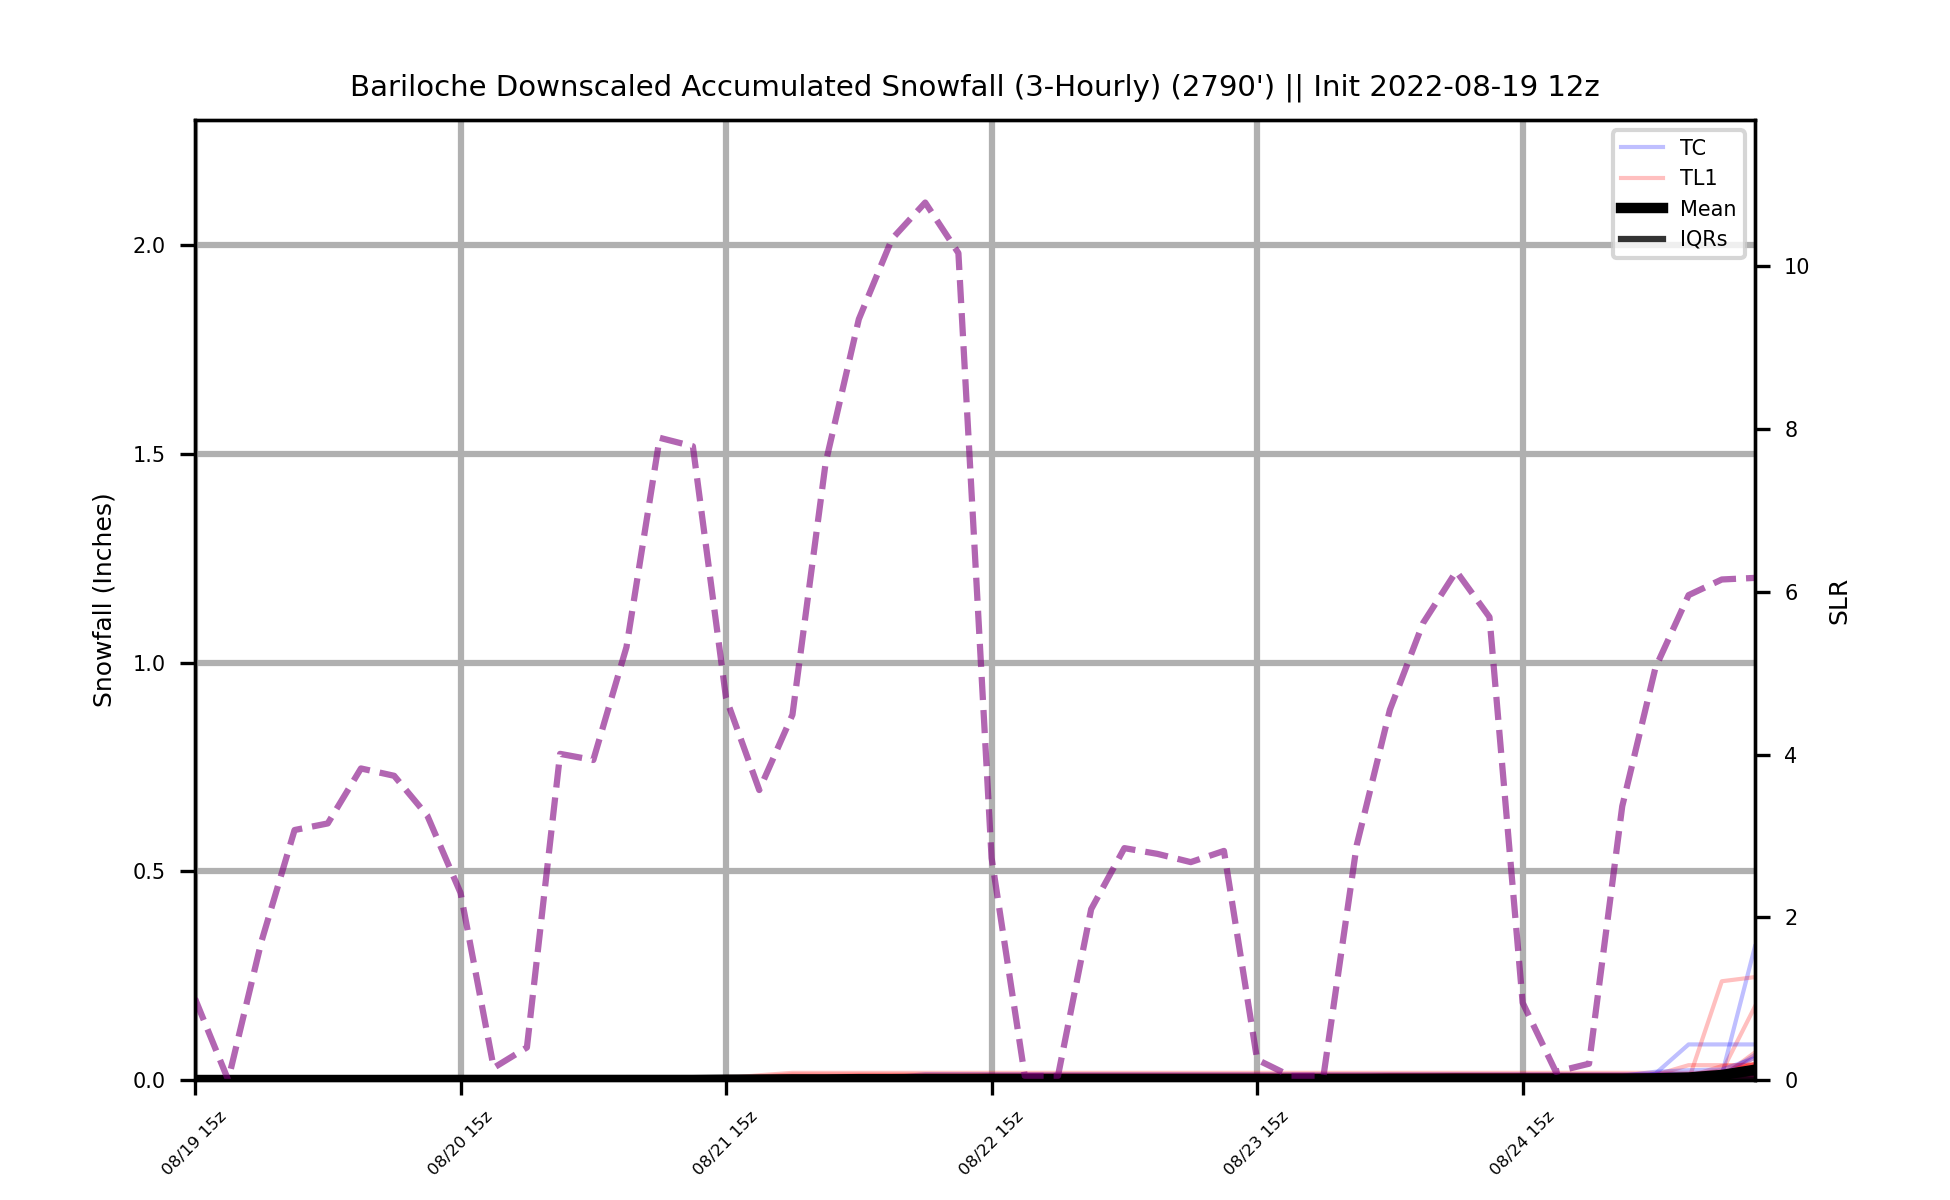 Bariloche Downscaled Accumulated Snowfall (3-Hourly) (2790') || Init 2022-08-19 12z
TC
TL1
Mean
IQRs
Snowfall (Inches)
2.0
1.5
1.0
0.5
0.0
SLR
10
8
6
4
2
0
08/19 15z
08/20 15z
08/21 15z
08/22 15z
08/23 15z
08/24 15z